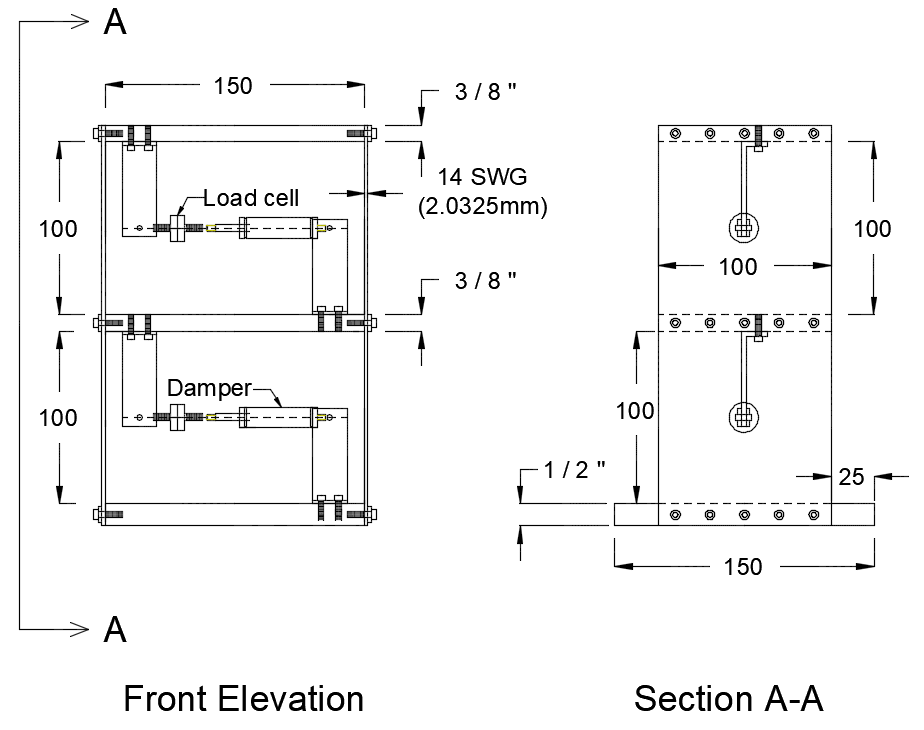 A
150
3 / 8 "
14 SWG
(2.0325mm)
Load cell
100
100
100
3 / 8 "
Damper
100
100
1 / 2 "
25
150
A
Front Elevation
Section A-A